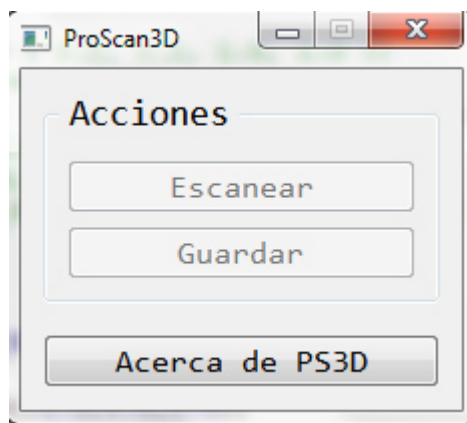 ProScan3D
Acciones
Escanear
Guardar
Acerca de PS3D